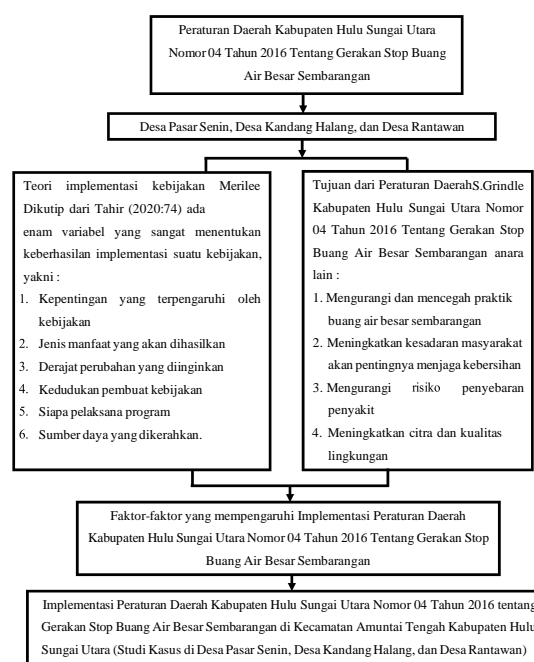 Peraturan Daerah Kabupaten Hulu Sungai Utara
Nomor 04 Tahun 2016 Tentang Gerakan Stop Buang
Air Besar Sembarangan
Desa Pasar Senin, Desa Kandang Halang, dan Desa Rantawan
Teori implementasi kebijakan Merilee
Dikutip dari Tahir (2020:74) ada
enam variabel yang sangat menentukan
keberhasilan implementasi suatu kebijakan,
yakni :
1. Kepentingan yang terpengaruhi oleh
kebijakan
2. Jenis manfaat yang akan dihasilkan
3. Derajat perubahan yang diinginkan
4. Kedudukan pembuat kebijakan
5. Siapa pelaksana program
6. Sumber daya yang dikerahkan.
Tujuan dari Peraturan DaerahS.Grindle
Kabupaten Hulu Sungai Utara Nomor
04 Tahun 2016 Tentang Gerakan Stop
Buang Air Besar Sembarangan anara
lain :
1. Mengurangi dan mencegah praktik
buang air besar sembarangan
2. Meningkatkan kesadaran masyarakat
akan pentingnya menjaga kebersihan
3. Mengurangi risiko penyebaran
penyakit
4. Meningkatkan citra dan kualitas
lingkungan
Faktor-faktor yang mempengaruhi Implementasi Peraturan Daerah
Kabupaten Hulu Sungai Utara Nomor 04 Tahun 2016 Tentang Gerakan Stop
Buang Air Besar Sembarangan
Implementasi Peraturan Daerah Kabupaten Hulu Sungai Utara Nomor 04 Tahun 2016 tentang
Gerakan Stop Buang Air Besar Sembarangan di Kecamatan Amuntai Tengah Kabupaten Hulu
Sungai Utara (Studi Kasus di Desa Pasar Senin, Desa Kandang Halang, dan Desa Rantawan)